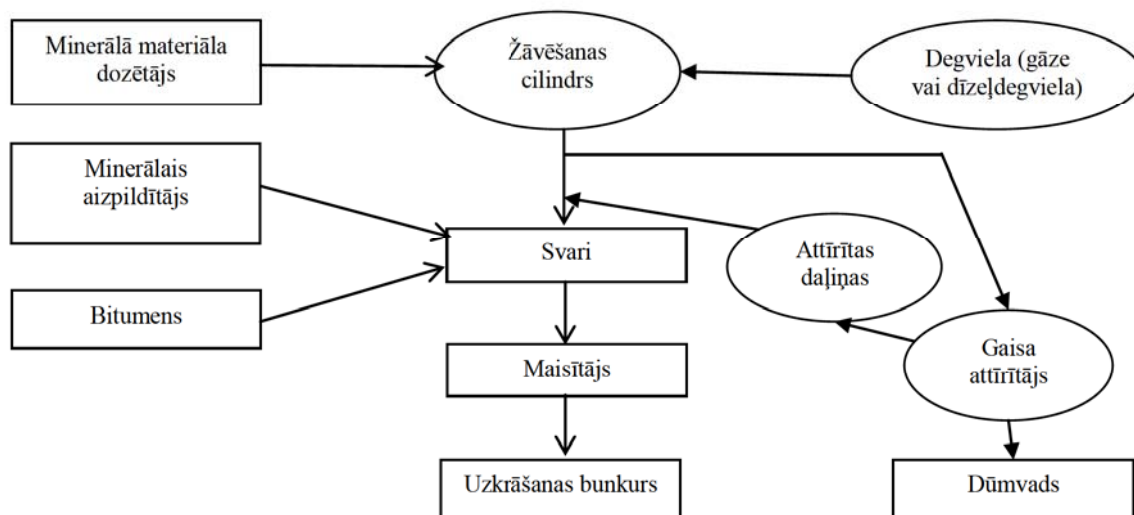 Minerālā materiāla
dozētājs
Žāvēšanas
cilindrs
Degviela (gāze
vai dīzeļdegviela)
Minerālais
aizpildītājs
Svari
Attīrītas
daļiņas
Bitumens
Maisītājs
Gaisa
attīrītājs
Uzkrāšanas bunkurs
Dūmvads